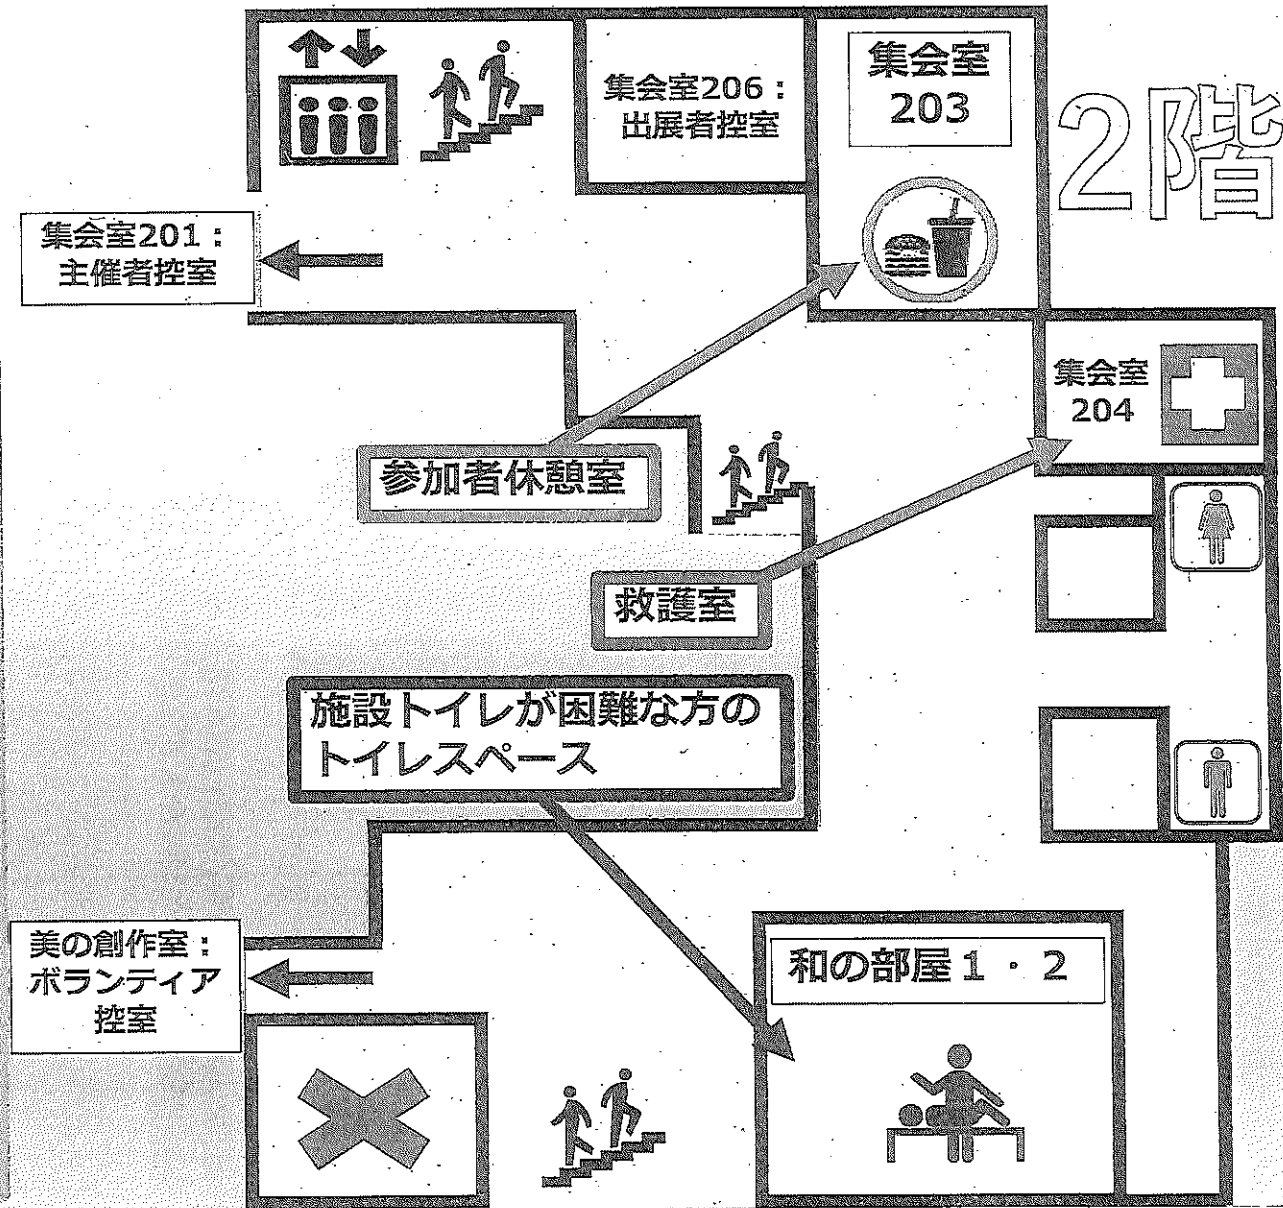 集会室206：
出展者控室
集会室
203
2階
集会室201：
主催者控室
集会室
204
参加者休憩室
救護室
施設トイレが困難な方の
トイレスペース
美の創作室：
ボランティア
控室
和の部屋1・2